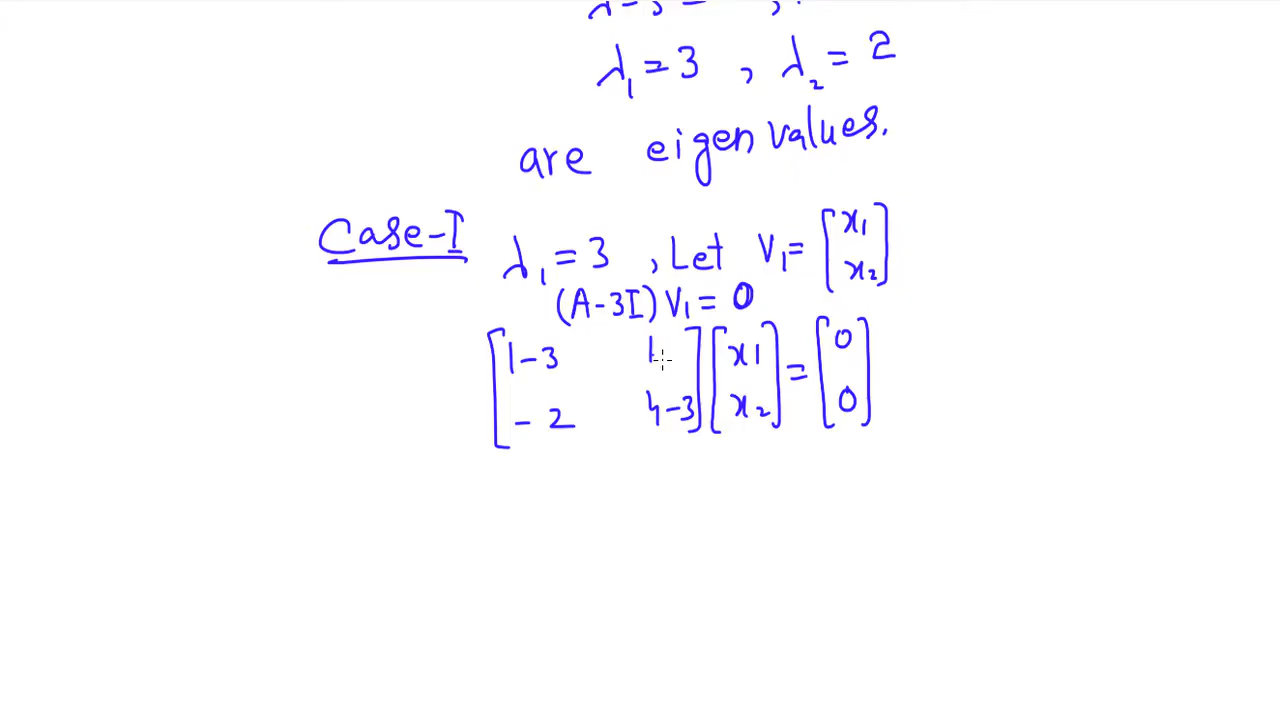 λ₁ = 3 , λ₂ = 2
are eigen values.
Case-I λ₁ = 3 , Let V₁ = [x₁
x₂]
(A-3I) V₁ = 0
[1-3 1
-2 4-3] [x1
x2] = [0
0]